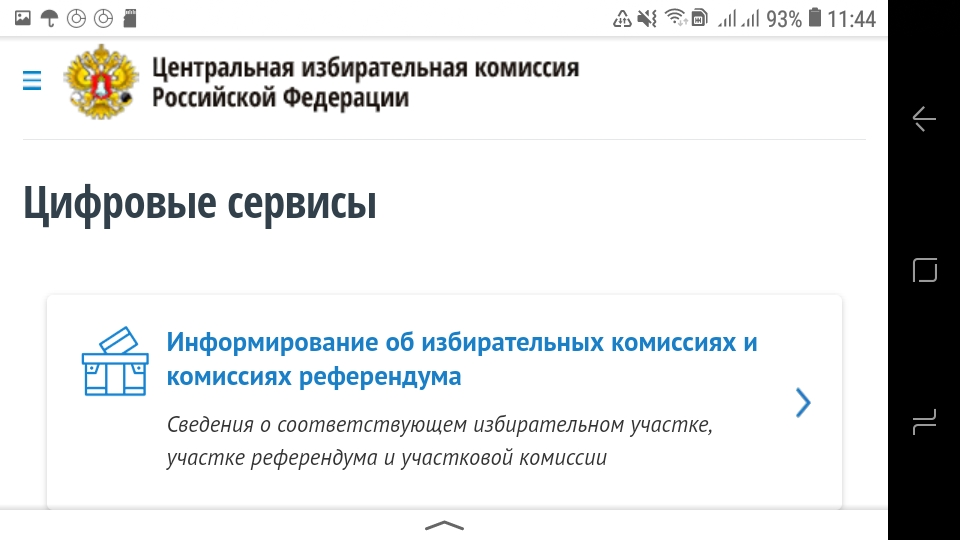 93% 11:44
Центральная избирательная комиссия
Российской Федерации
Цифровые сервисы
Информирование об избирательных комиссиях и
комиссиях референдума
Сведения о соответствующем избирательном участке,
участке референдума и участковой комиссии